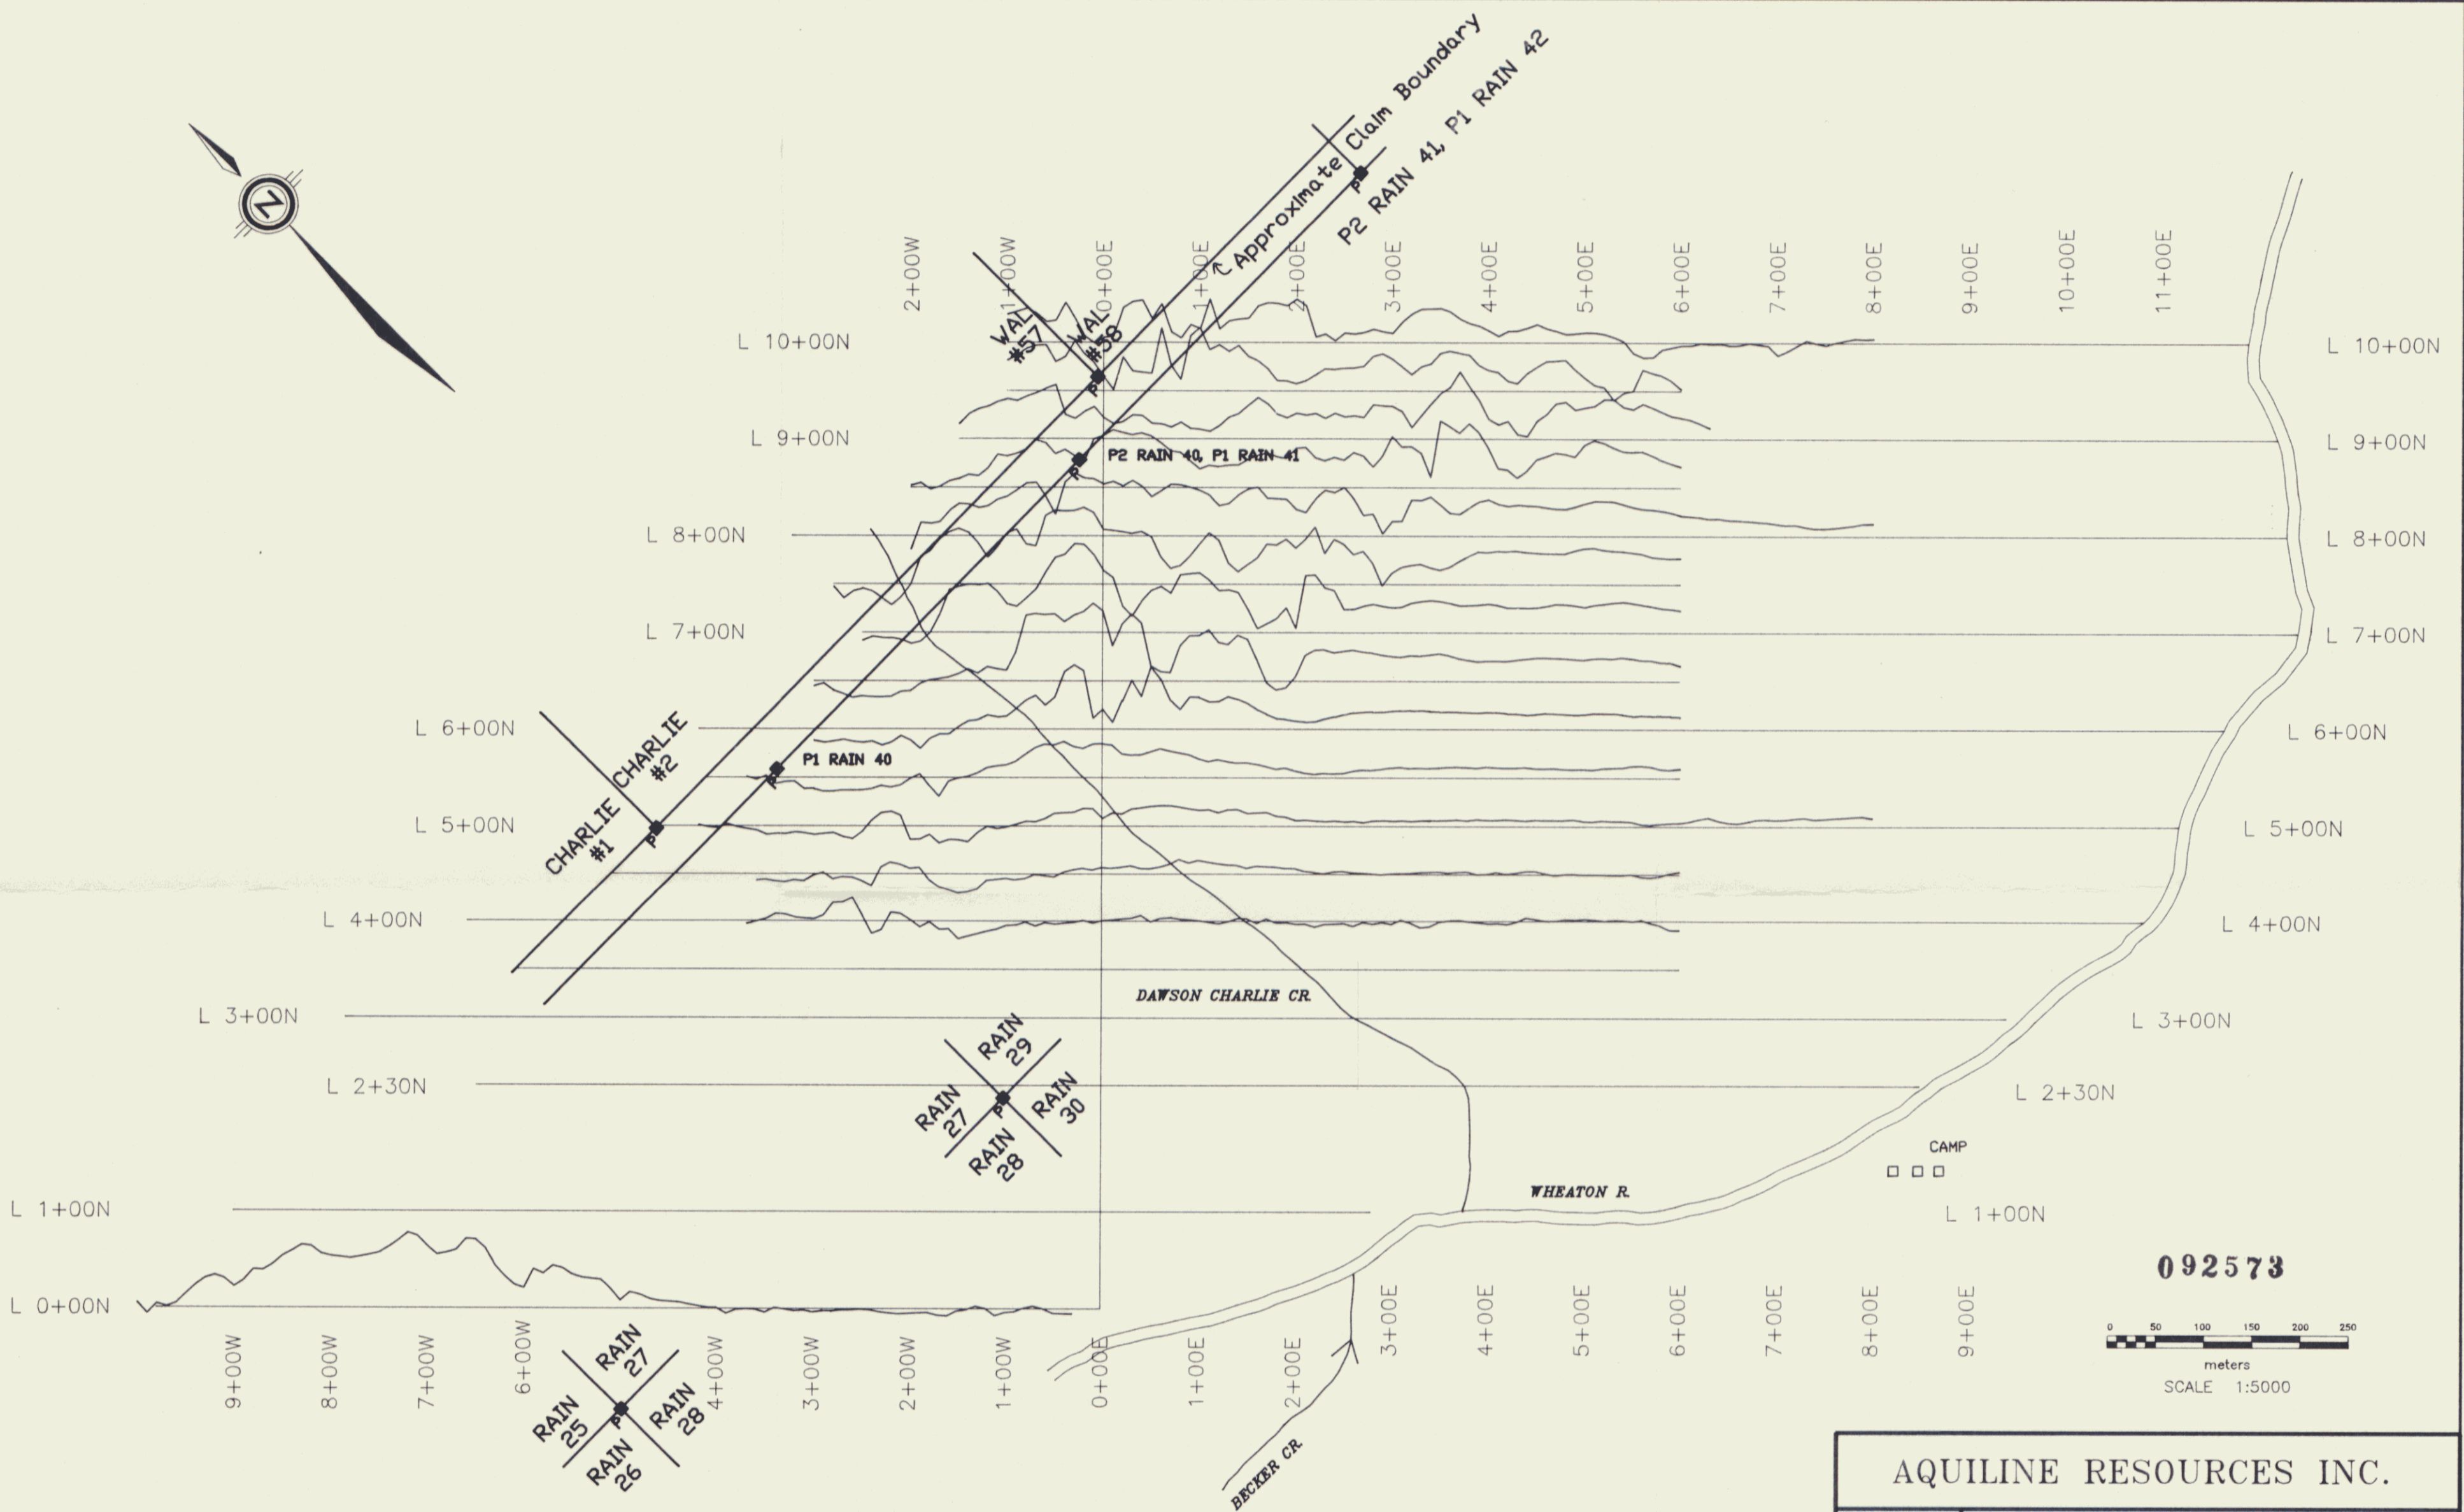 Approximate Claim Boundary
P2 RAIN 41, P1 RAIN 42
N
2+00W
1+00W
0+00E
1+00E
2+00E
3+00E
4+00E
5+00E
6+00E
7+00E
8+00E
9+00E
10+00E
11+00E
WAL
#57
WAL
#58
L 10+00N
L 10+00N
P
P
L 9+00N
L 9+00N
P2 RAIN 40, P1 RAIN 41
P
L 8+00N
L 8+00N
L 7+00N
L 7+00N
L 6+00N
L 6+00N
CHARLIE
#2
P1 RAIN 40
P
CHARLIE
#1
P
L 5+00N
L 5+00N
L 4+00N
L 4+00N
DAWSON CHARLIE CR.
L 3+00N
L 3+00N
RAIN
29
L 2+30N
L 2+30N
RAIN
27
P
RAIN
30
RAIN
28
CAMP
WHEATON R.
L 1+00N
L 1+00N
092573
L 0+00N
9+00W
8+00W
7+00W
6+00W
4+00W
3+00W
2+00W
1+00W
0+00E
1+00E
2+00E
3+00E
4+00E
5+00E
6+00E
7+00E
8+00E
9+00E
RAIN
27
RAIN
25
P
RAIN
28
RAIN
26
BECKER CR.
0 50 100 150 200 250
meters
SCALE 1:5000
AQUILINE RESOURCES INC.